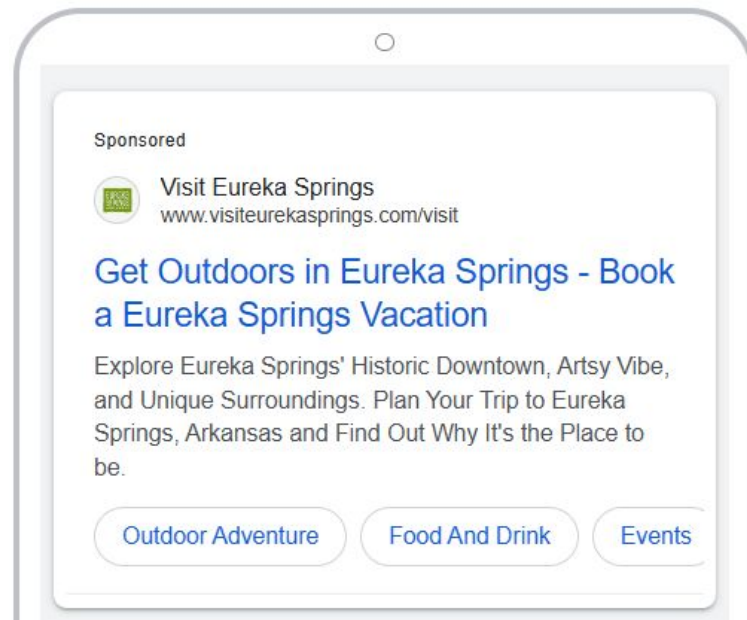 Sponsored
Visit Eureka Springs
www.visiteurekasprings.com/visit
Get Outdoors in Eureka Springs - Book
a Eureka Springs Vacation
Explore Eureka Springs' Historic Downtown, Artsy Vibe,
and Unique Surroundings. Plan Your Trip to Eureka
Springs, Arkansas and Find Out Why It's the Place to
be.
Outdoor Adventure Food And Drink Events